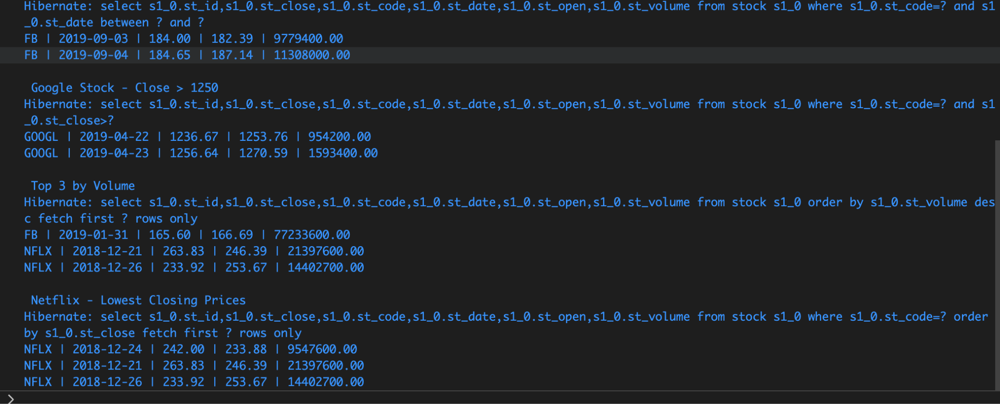 Hibernate: select s1_0.st_id,s1_0.st_close,s1_0.st_code,s1_0.st_date,s1_0.st_open,s1_0.st_volume from stock s1_0 where s1_0.st_code=? and s1
_0.st_date between ? and ?
FB | 2019-09-03 | 184.00 | 182.39 | 9779400.00
FB | 2019-09-04 | 184.65 | 187.14 | 11308000.00
Google Stock - Close > 1250
Hibernate: select s1_0.st_id,s1_0.st_close,s1_0.st_code,s1_0.st_date,s1_0.st_open,s1_0.st_volume from stock s1_0 where s1_0.st_code=? and s1
_0.st_close>?
GOOGL | 2019-04-22 | 1236.67 | 1253.76 | 954200.00
GOOGL | 2019-04-23 | 1256.64 | 1270.59 | 1593400.00
Top 3 by Volume
Hibernate: select s1_0.st_id,s1_0.st_close,s1_0.st_code,s1_0.st_date,s1_0.st_open,s1_0.st_volume from stock s1_0 order by s1_0.st_volume des
c fetch first ? rows only
FB | 2019-01-31 | 165.60 | 166.69 | 77233600.00
NFLX | 2018-12-21 | 263.83 | 246.39 | 21397600.00
NFLX | 2018-12-26 | 233.92 | 253.67 | 14402700.00
Netflix - Lowest Closing Prices
Hibernate: select s1_0.st_id,s1_0.st_close,s1_0.st_code,s1_0.st_date,s1_0.st_open,s1_0.st_volume from stock s1_0 where s1_0.st_code=? order
by s1_0.st_close fetch first ? rows only
NFLX | 2018-12-24 | 242.00 | 233.88 | 9547600.00
NFLX | 2018-12-21 | 263.83 | 246.39 | 21397600.00
NFLX | 2018-12-26 | 233.92 | 253.67 | 14402700.00